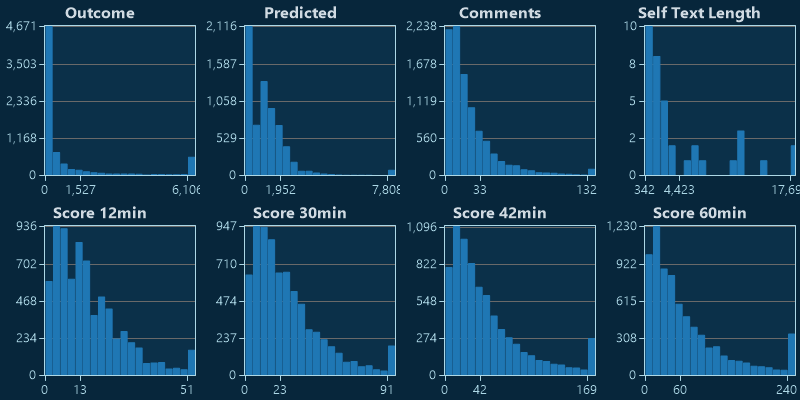 Outcome
4,671
3,503
2,336
1,168
0
0 1,527 6,106
Predicted
2,116
1,587
1,058
529
0
0 1,952 7,808
Comments
2,238
1,678
1,119
560
0
0 33 132
Self Text Length
10
8
5
2
0
342 4,423 17,69
Score 12min
936
702
468
234
0
0 13 51
Score 30min
947
710
474
237
0
0 23 91
Score 42min
1,096
822
548
274
0
0 42 169
Score 60min
1,230
922
615
308
0
0 60 240